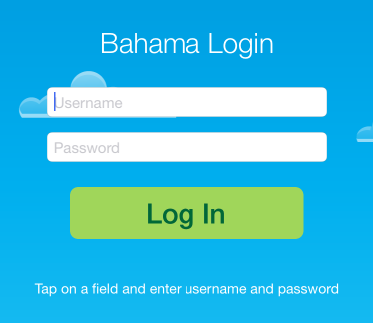 Bahama Login
Username
Password
Log In
Tap on a field and enter username and password